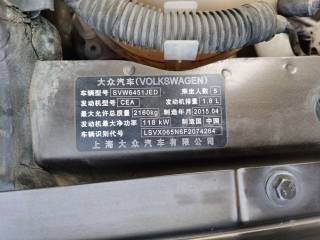 大众汽车(VOLKSWAGEN)
车辆型号 SVW6451JED 乘坐人数 5
发动机型号 CEA 发动机排量 1.8 L
最大允许总质量 2160kg 制造年月 2015.04
发动机最大净功率 118 kW 制造国 中国
车辆识别代号 LSVX065N6F2074264
上海大众汽车有限公司